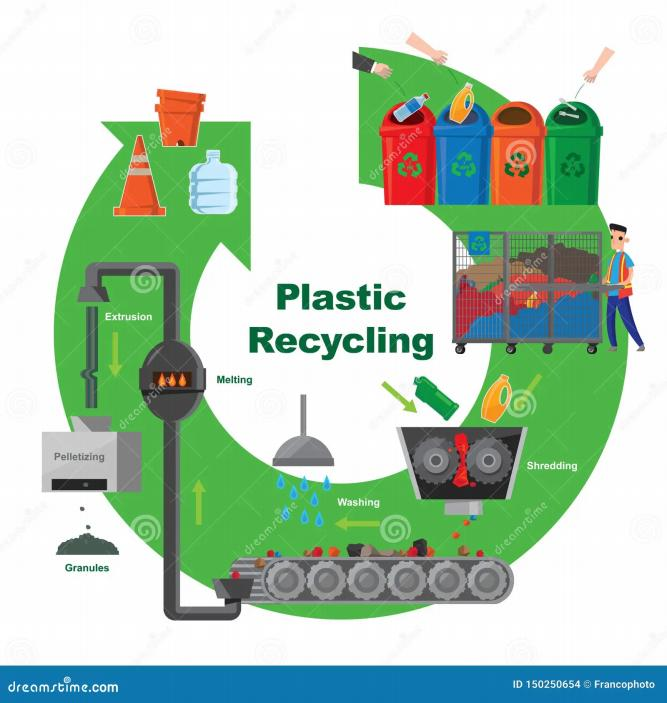 Plastic
Recycling
Extrusion
Melting
Pelletizing
Washing
Shredding
Granules
dreamstime.com
ID 150250654 © Francophoto